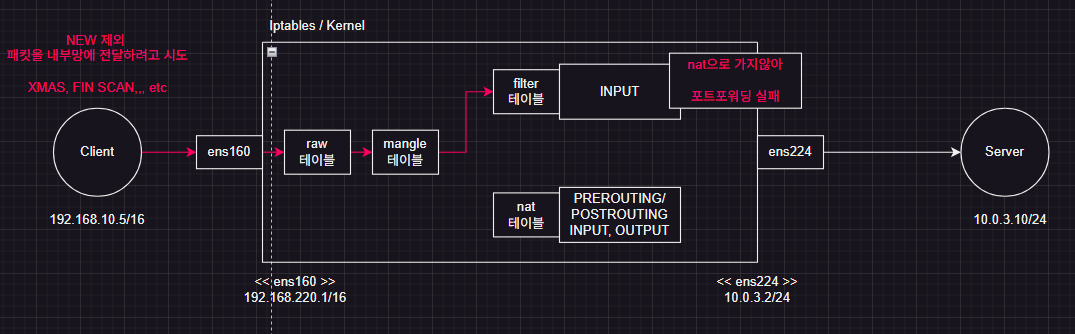 Iptables / Kernel
NEW 제외
패킷을 내부망에 전달하려고 시도
XMAS, FIN SCAN,,, etc
Client
192.168.10.5/16
ens160
raw
테이블
mangle
테이블
filter
테이블
INPUT
nat으로 가지않아
포트포워딩 실패
nat
테이블
PREROUTING/
POSTROUTING
INPUT, OUTPUT
ens224
Server
10.0.3.10/24
<< ens160 >>
192.168.220.1/16
<< ens224 >>
10.0.3.2/24